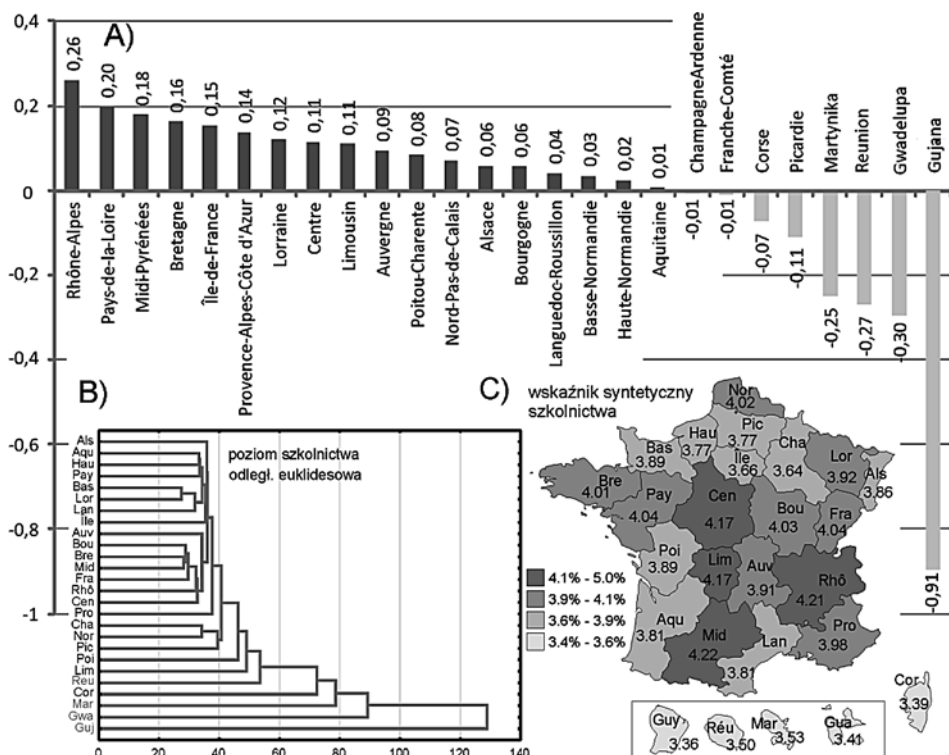 A)
0,4
0,2
0
-0,2
-0,4
-0,6
-0,8
-1
0,26
0,20
0,18
0,16
0,15
0,14
0,12
0,11
0,11
0,09
0,08
0,07
0,06
0,06
0,04
0,03
0,02
0,01
-0,01
-0,01
-0,07
-0,11
-0,25
-0,27
-0,30
-0,91
Rhône-Alpes
Pays-de-la-Loire
Midi-Pyrénées
Bretagne
Île-de-France
Provence-Alpes-Côte d'Azur
Lorraine
Centre
Limousin
Auvergne
Poitou-Charente
Nord-Pas-de-Calais
Alsace
Bourgogne
Languedoc-Roussillon
Basse-Normandie
Haute-Normandie
Aquitaine
ChampagneArdenne
Franche-Comté
Corse
Picardie
Martynika
Reunion
Gwadelupa
Gujana
B)
poziom szkolnictwa
odległ. euklidesowa
Als
Aqu
Hau
Pay
Bas
Lor
Lan
Île
Auv
Bou
Bre
Mid
Fra
Rhô
Cen
Pro
Cha
Nor
Pic
Poi
Lim
Reu
Cor
Mar
Gwa
Guj
0 20 40 60 80 100 120 140
C) wskaźnik syntetyczny
szkolnictwa
Nor
4.02
Pic
3.77
Hau
3.77
Bas
3.89
Île
3.66
Cha
3.64
Lor
3.92
Als
3.86
Bre
4.01
Pay
4.04
Cen
4.17
Bou
4.03
Fra
4.04
Poi
3.89
Lim
4.17
Auv
3.91
Rhô
4.21
Aqu
3.81
Mid
4.22
Lan
3.81
Pro
3.98
Cor
3.39
4.1% - 5.0%
3.9% - 4.1%
3.6% - 3.9%
3.4% - 3.6%
Guy
3.36
Réu
3.50
Mar
3.53
Gua
3.41